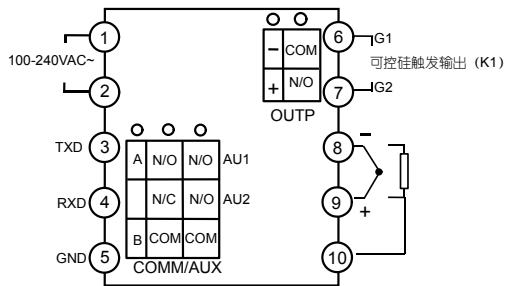 1
100-240VAC~
2
TXD 3
RXD 4
GND 5
− COM
+ N/O
OUTP
A N/O N/O AU1
N/C N/O AU2
B COM COM
COMM/AUX
6 G1
可控硅触发输出（K1）
7 G2
8 −
9 +
10